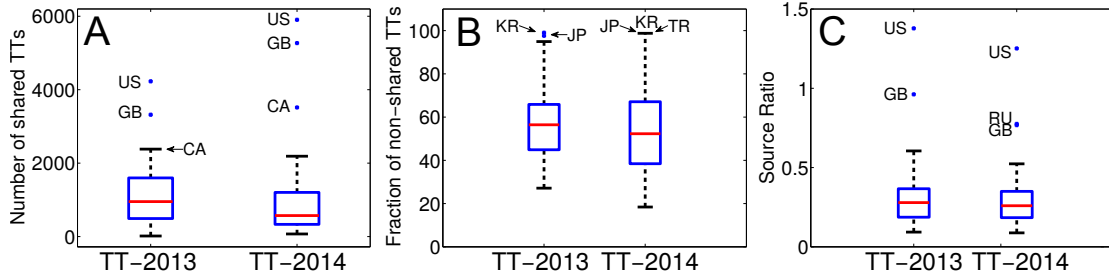 A
Number of shared TTs
6000
4000
2000
0
US
GB
CA
US
GB
CA
TT-2013
TT-2014
B
Fraction of non-shared TTs
100
80
60
40
20
0
KR
JP
JP
KR
TR
TT-2013
TT-2014
C
Source Ratio
1.5
1
0.5
0
US
GB
US
RU
GB
TT-2013
TT-2014